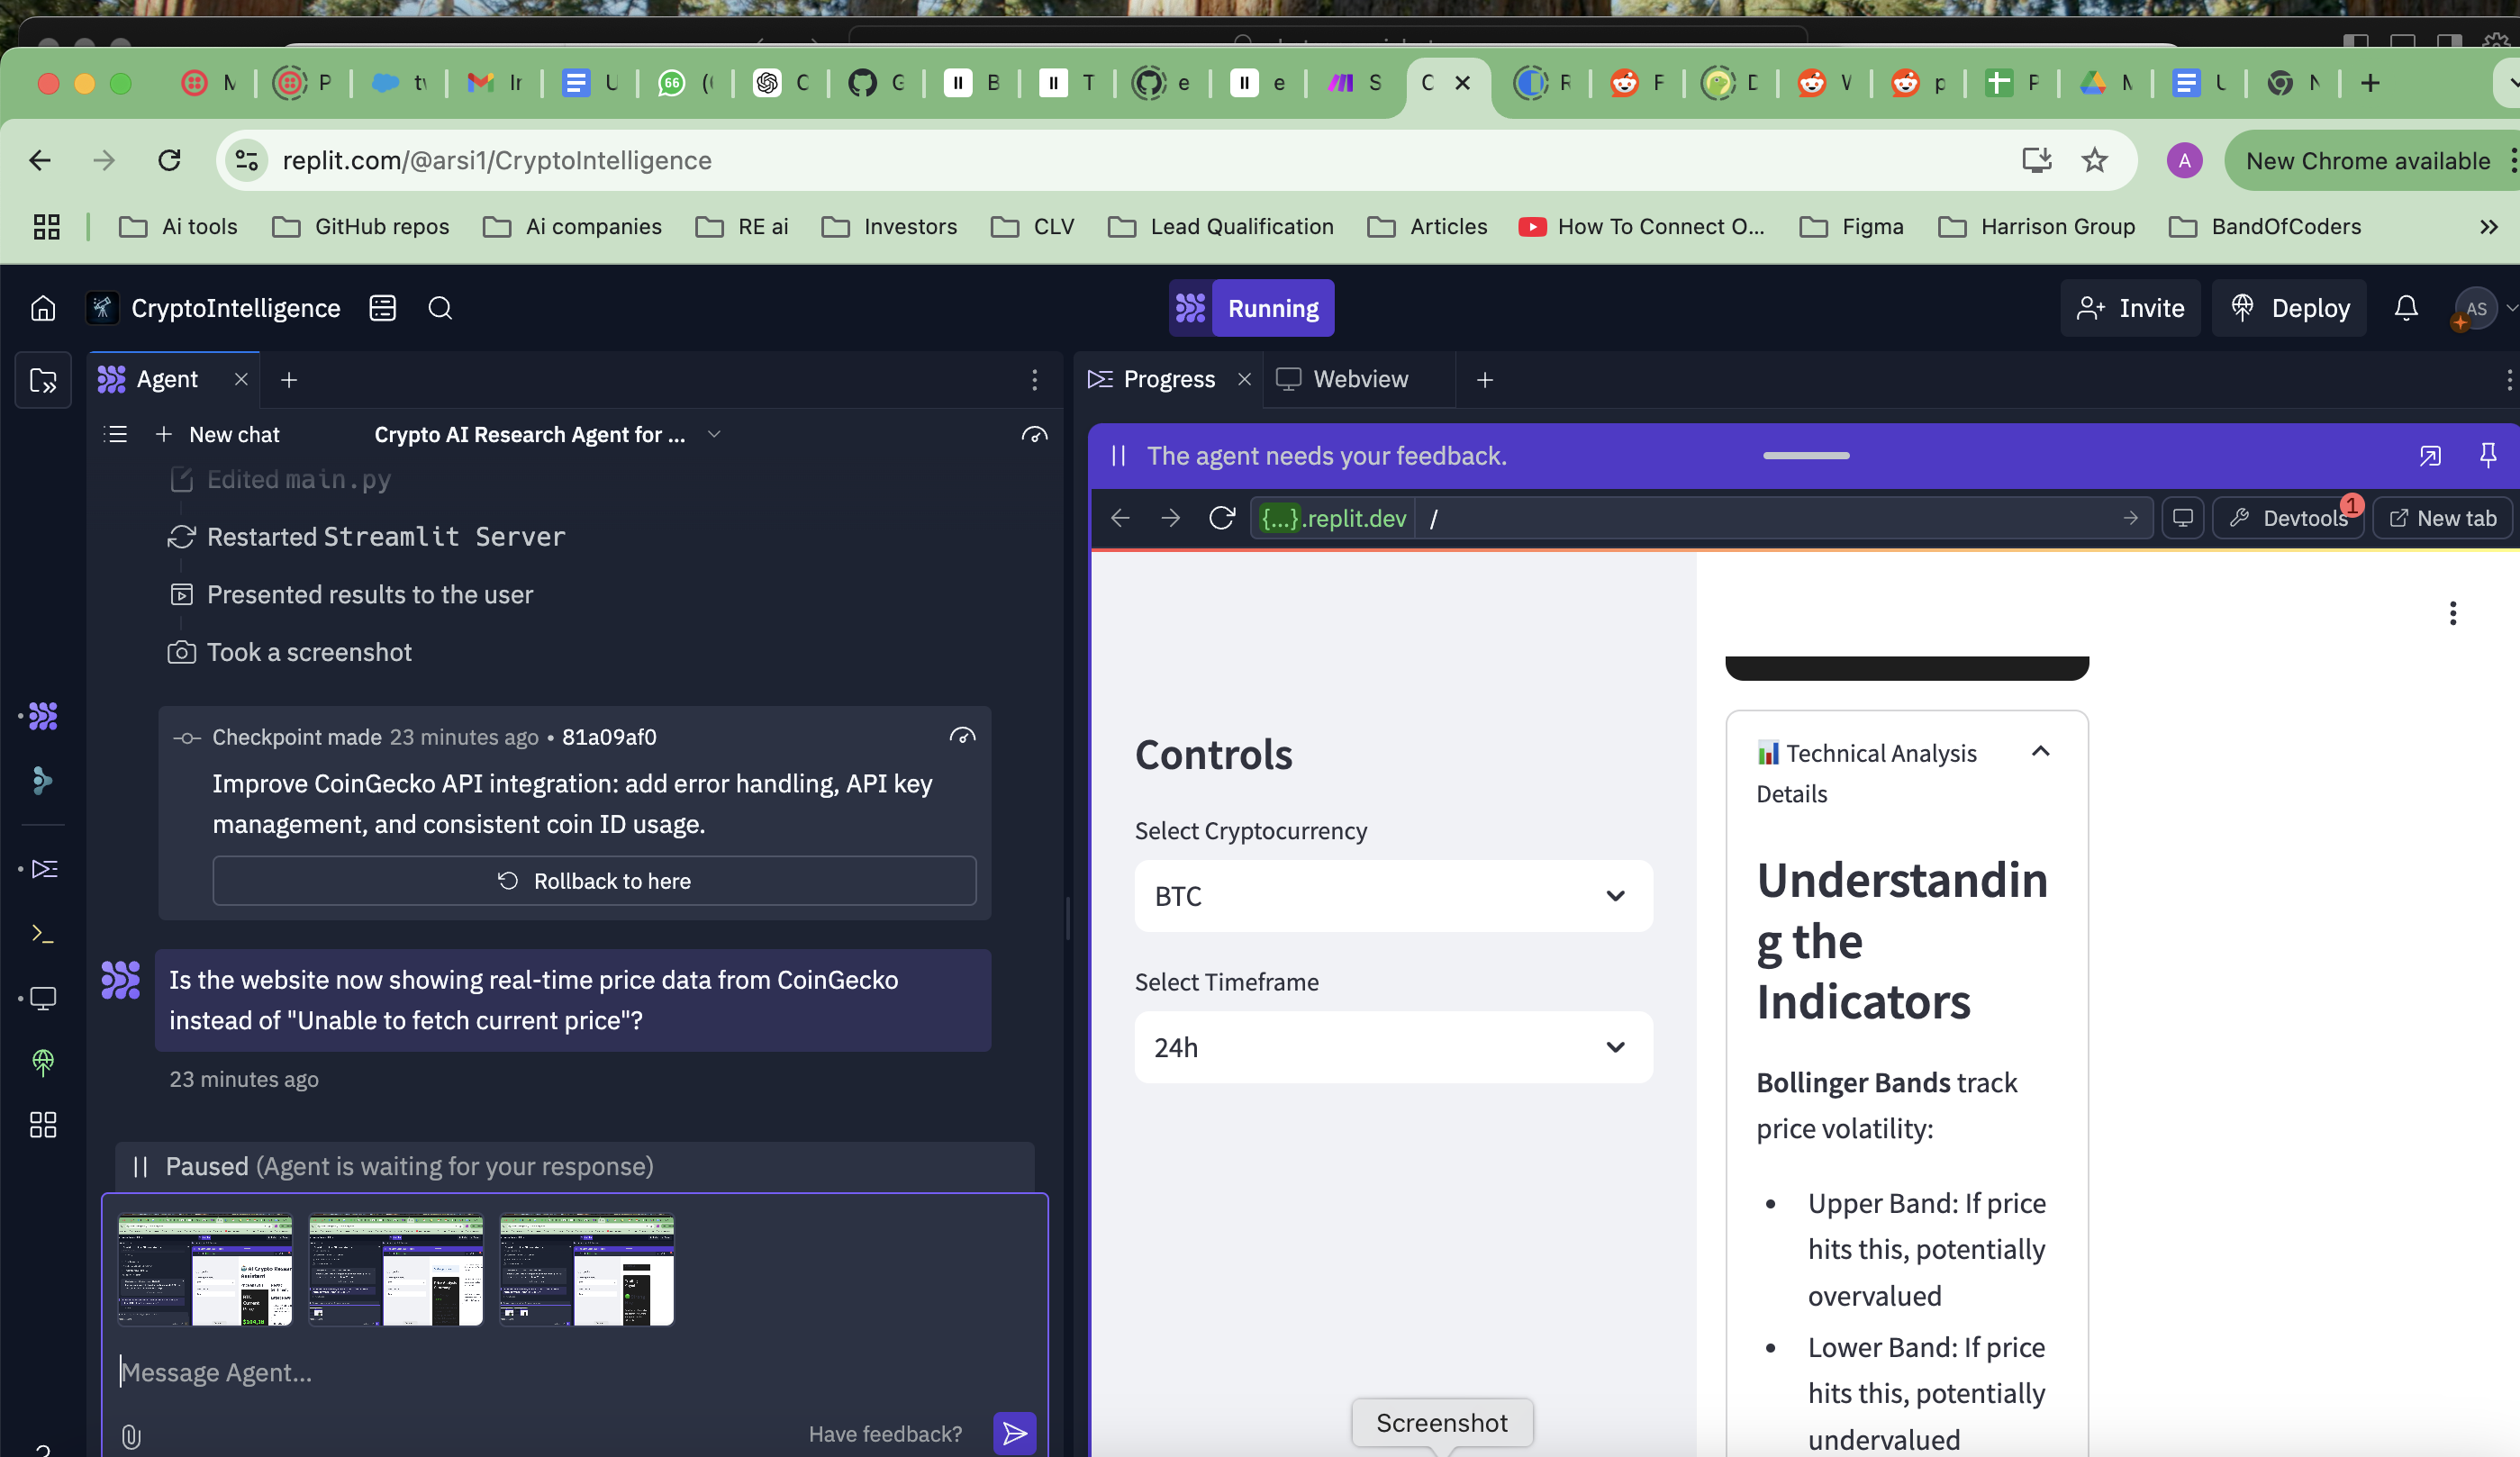 M
P
tv
Ir
U
66
C
G
B
T
e
e
S
C
F
D
V
p
P
M
U
N
replit.com/@arsi1/CryptoIntelligence
A
New Chrome available
Ai tools
GitHub repos
Ai companies
RE ai
Investors
CLV
Lead Qualification
Articles
How To Connect O...
Figma
Harrison Group
BandOfCoders
CryptoIntelligence
Running
Invite
Deploy
AS
Agent
Progress
Webview
New chat
Crypto AI Research Agent for ...
The agent needs your feedback.
Edited main.py
{...}.replit.dev
/
Devtools
1
New tab
Restarted Streamlit Server
Presented results to the user
Took a screenshot
Checkpoint made 23 minutes ago • 81a09af0
Improve CoinGecko API integration: add error handling, API key
management, and consistent coin ID usage.
Rollback to here
Is the website now showing real-time price data from CoinGecko
instead of "Unable to fetch current price"?
23 minutes ago
Paused (Agent is waiting for your response)
Message Agent...
Have feedback?
Controls
Select Cryptocurrency
BTC
Select Timeframe
24h
Technical Analysis
Details
Understandin
g the
Indicators
Bollinger Bands track
price volatility:
• Upper Band: If price
hits this, potentially
overvalued
• Lower Band: If price
hits this, potentially
undervalued
Screenshot